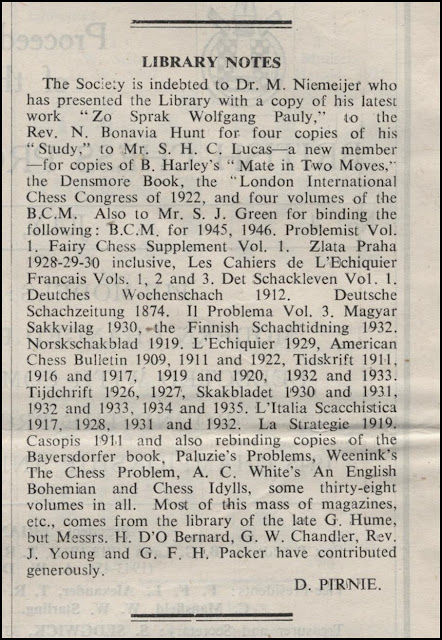 LIBRARY NOTES
The Society is indebted to Dr. M. Niemeijer who
has presented the Library with a copy of his latest
work "Zo Sprak Wolfgang Pauly," to the
Rev. N. Bonavia Hunt for four copies of his
"Study," to Mr. S. H. C. Lucas—a new member
—for copies of B. Harley's "Mate in Two Moves,"
the Densmore Book, the "London International
Chess Congress of 1922, and four volumes of the
B.C.M. Also to Mr. S. J. Green for binding the
following: B.C.M. for 1945, 1946. Problemist Vol.
1. Fairy Chess Supplement Vol. 1. Zlata Praha
1928-29-30 inclusive, Les Cahiers de L'Echiquier
Francais Vols. 1, 2 and 3. Det Schackleven Vol. 1.
Deutches Wochenschach 1912. Deutsche
Schachzeitung 1874. Il Problema Vol. 3. Magyar
Sakkvilag 1930, the Finnish Schachtidning 1932.
Norskschakblad 1919. L'Echiquier 1929, American
Chess Bulletin 1909, 1911 and 1922, Tidskrift 1911,
1916 and 1917, 1919 and 1920, 1932 and 1933.
Tijdchrift 1926, 1927, Skakbladet 1930 and 1931,
1932 and 1933, 1934 and 1935. L'Italia Scacchistica
1917, 1928, 1931 and 1932. La Strategie 1919.
Casopis 1911 and also rebinding copies of the
Bayersdorfer book, Paluzie's Problems, Weenink's
The Chess Problem, A. C. White's An English
Bohemian and Chess Idylls, some thirty-eight
volumes in all. Most of this mass of magazines,
etc., comes from the library of the late G. Hume,
but Messrs. H. D'O Bernard, G. W. Chandler, Rev.
J. Young and G. F. H. Packer have contributed
generously.
D. PIRNIE.